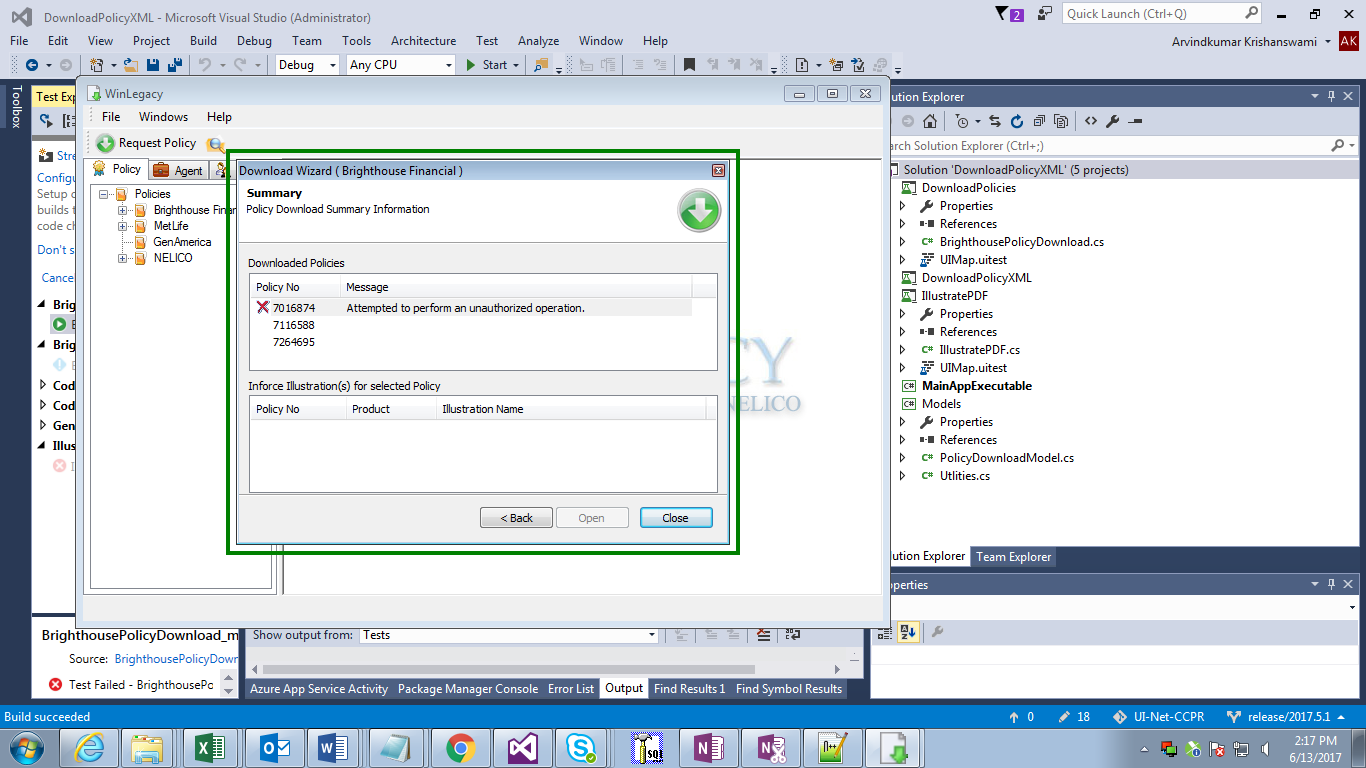 DownloadPolicyXML - Microsoft Visual Studio (Administrator)
2
Quick Launch (Ctrl+Q)
File Edit View Project Build Debug Team Tools Architecture Test Analyze Window Help
Arvindkumar Krishanswami AK
Debug Any CPU Start
Toolbox
Test Exp
Configu
Setup c
builds t
code ch
Don't s
Cance
Brig
Brig
Cod
Cod
Gen
Illus
WinLegacy
File Windows Help
Request Policy
Policy Agent
Policies
Brighthouse Finan
MetLife
GenAmerica
NELICO
Download Wizard ( Brighthouse Financial )
Summary
Policy Download Summary Information
Downloaded Policies
Policy No Message
7016874 Attempted to perform an unauthorized operation.
7116588
7264695
Inforce Illustration(s) for selected Policy
Policy No Product Illustration Name
< Back Open Close
CY
NELICO
ution Explorer
rch Solution Explorer (Ctrl+;)
Solution 'DownloadPolicyXML' (5 projects)
DownloadPolicies
Properties
References
BrighthousePolicyDownload.cs
UIMap.uitest
DownloadPolicyXML
IllustratePDF
Properties
References
IllustratePDF.cs
UIMap.uitest
MainAppExecutable
Models
Properties
References
PolicyDownloadModel.cs
Utlities.cs
ution Explorer Team Explorer
operties
BrighthousePolicyDownload_m
Source: BrighthousePolicyDown
Test Failed - BrighthousePo
Show output from: Tests
Azure App Service Activity Package Manager Console Error List Output Find Results 1 Find Symbol Results
Build succeeded
0 18 UI-Net-CCPR release/2017.5.1
2:17 PM
6/13/2017